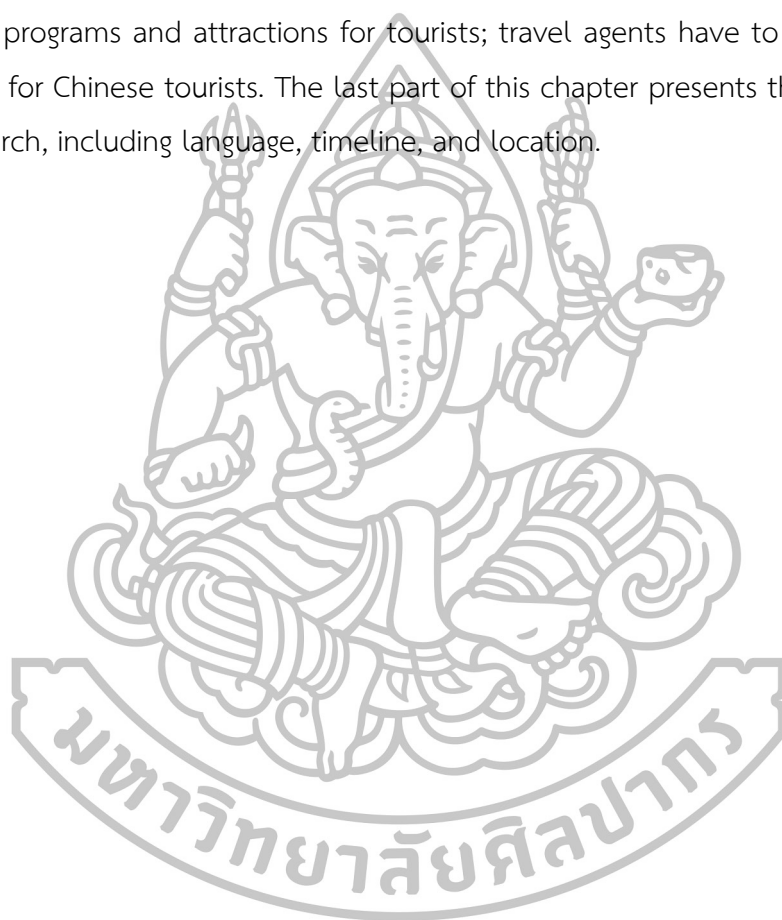 programs and attractions for tourists; travel agents have to
for Chinese tourists. The last part of this chapter presents th
rch, including language, timeline, and location.
มหาวิทยาลัยศิลปากร